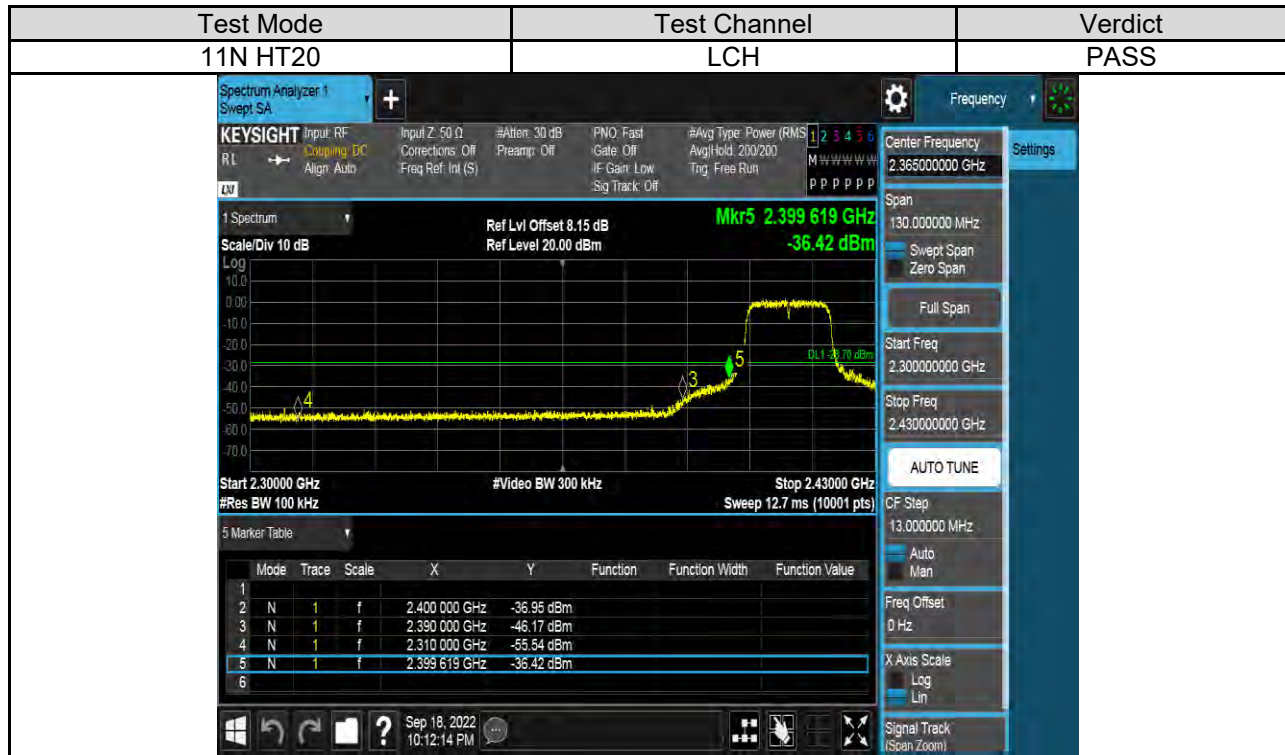 Test Mode Test Channel Verdict
11N HT20 LCH PASS
Spectrum Analyzer 1
Swept SA
+
Frequency
KEYSIGHT Input: RF Input Z: 50 Ω #Atten: 30 dB PNO: Fast #Avg Type: Power (RMS 1 2 3 4 5 6
RL Coupling: DC Corrections: Off Preamp: Off Gate: Off Avg|Hold: 200/200 M W W W W W
Align: Auto Freq Ref: Int (S) IF Gain: Low Trig: Free Run
LXI Sig Track: Off P P P P P P
Center Frequency
2.365000000 GHz
Settings
1 Spectrum Ref Lvl Offset 8.15 dB Mkr5 2.399 619 GHz
Scale/Div 10 dB Ref Level 20.00 dBm -36.42 dBm
Log
10.0
0.00
-10.0
-20.0
-30.0
-40.0
-50.0
-60.0
-70.0
DL1 -28.70 dBm
5
3
4
Start 2.30000 GHz #Video BW 300 kHz Stop 2.43000 GHz
#Res BW 100 kHz Sweep 12.7 ms (10001 pts)
Span
130.000000 MHz
Swept Span
Zero Span
Full Span
Start Freq
2.300000000 GHz
Stop Freq
2.430000000 GHz
AUTO TUNE
CF Step
13.000000 MHz
Auto
Man
Freq Offset
0 Hz
X Axis Scale
Log
Lin
Signal Track
(Span Zoom)
5 Marker Table
Mode Trace Scale X Y Function Function Width Function Value
1
2 N 1 f 2.400 000 GHz -36.95 dBm
3 N 1 f 2.390 000 GHz -46.17 dBm
4 N 1 f 2.310 000 GHz -55.54 dBm
5 N 1 f 2.399 619 GHz -36.42 dBm
6
? Sep 18, 2022
10:12:14 PM